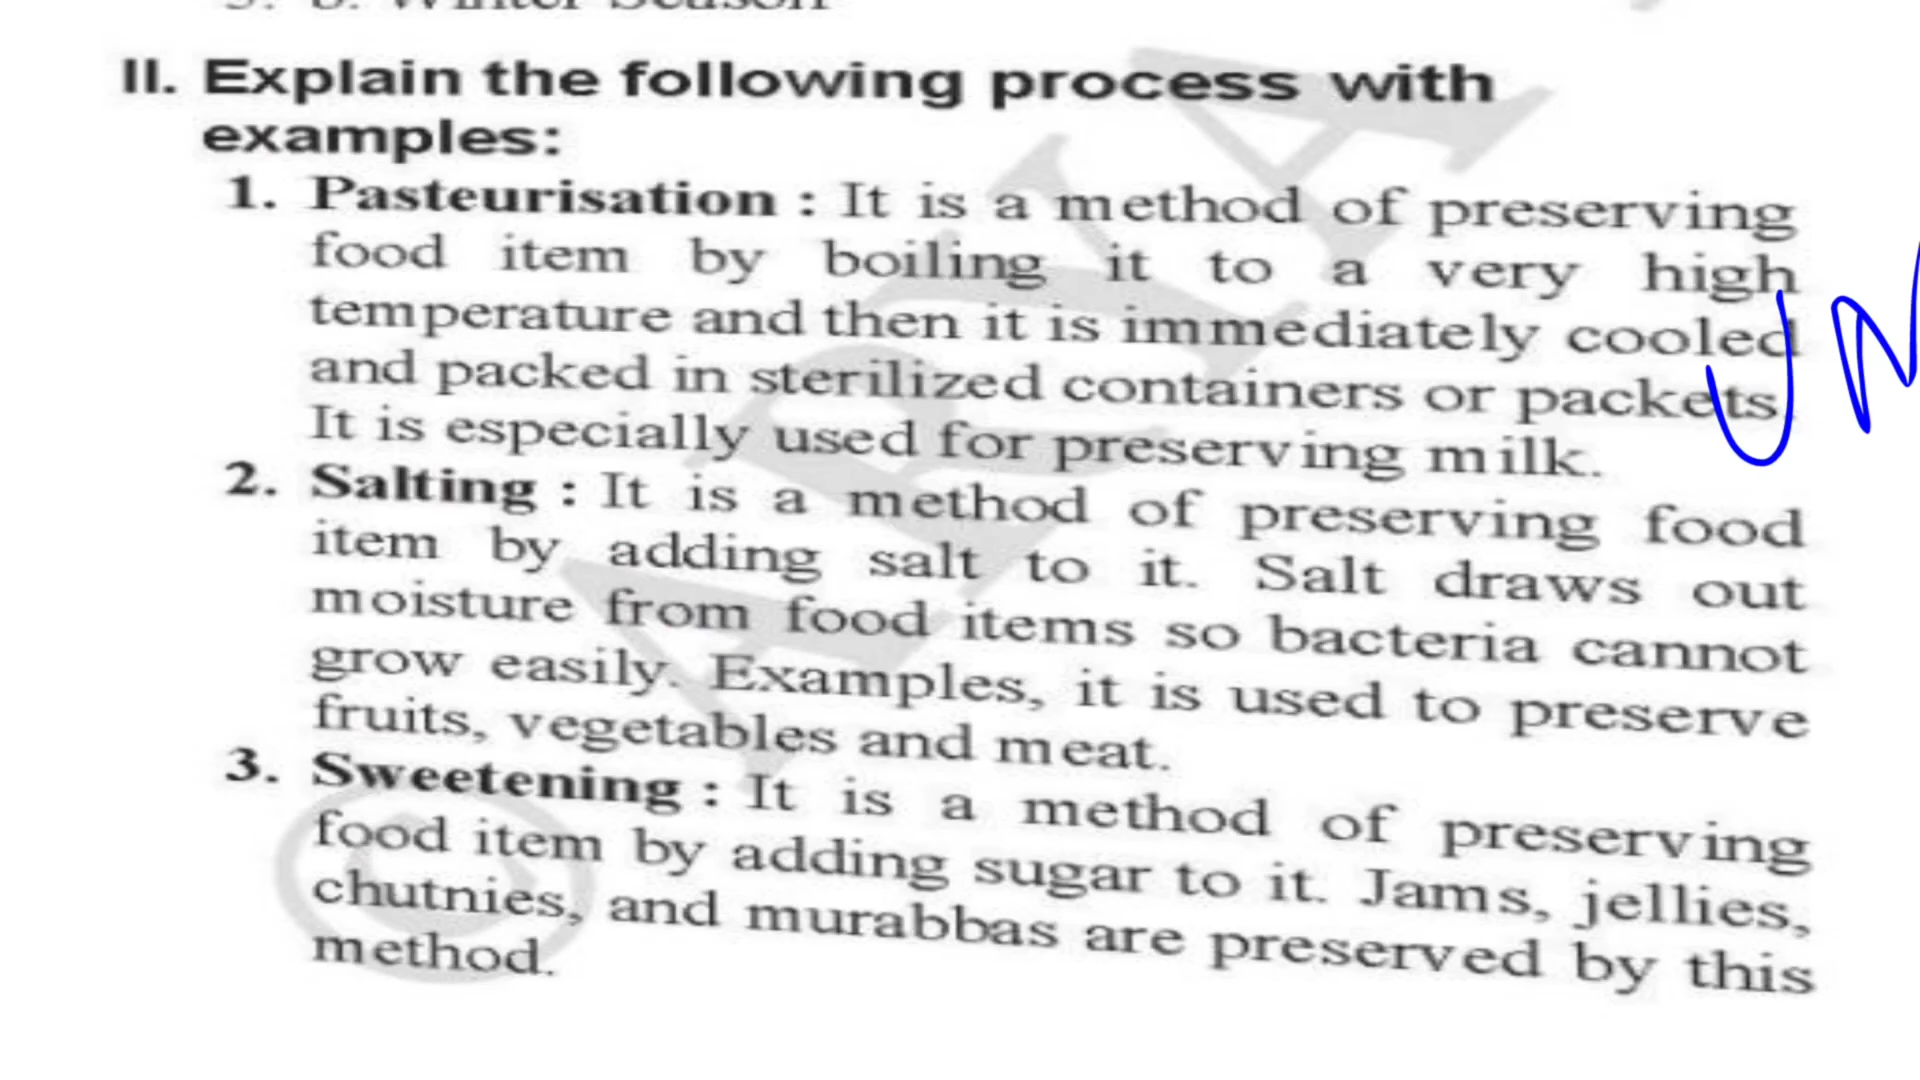 3. b. Winter Season
II. Explain the following process with
examples:
1. Pasteurisation : It is a method of preserving
food item by boiling it to a very high
temperature and then it is immediately cooled
and packed in sterilized containers or packets.
It is especially used for preserving milk.
2. Salting : It is a method of preserving food
item by adding salt to it. Salt draws out
moisture from food items so bacteria cannot
grow easily. Examples, it is used to preserve
fruits, vegetables and meat.
3. Sweetening : It is a method of preserving
food item by adding sugar to it. Jams, jellies,
chutnies, and murabbas are preserved by this
method.
© ARYA
UN